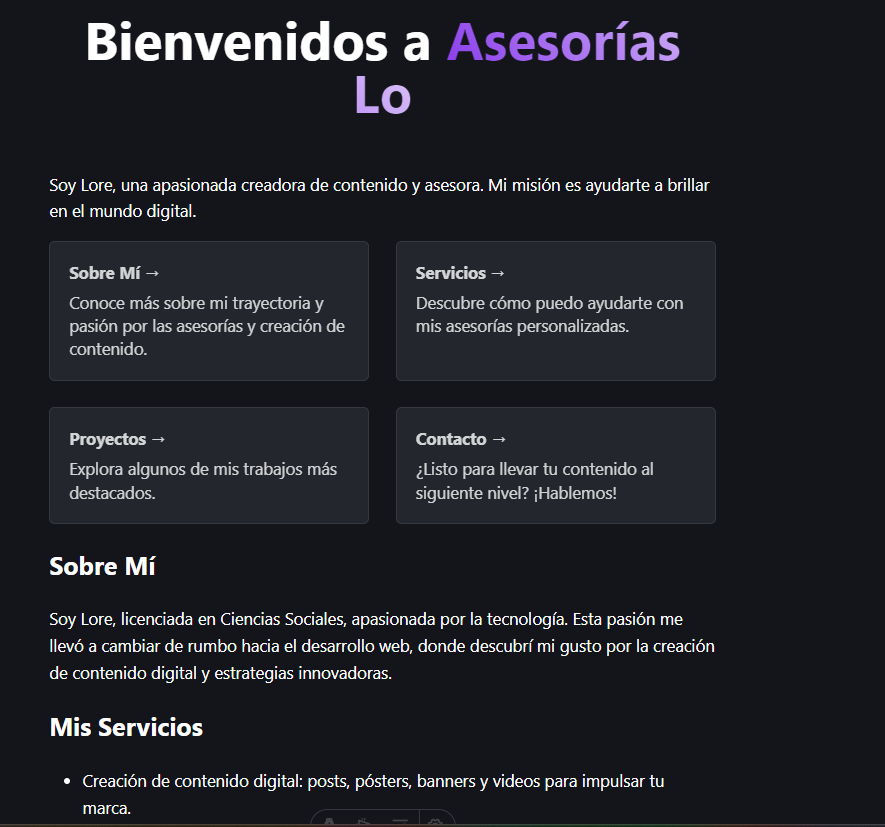 Bienvenidos a Asesorías
Lo
Soy Lore, una apasionada creadora de contenido y asesora. Mi misión es ayudarte a brillar
en el mundo digital.
Sobre Mí →
Conoce más sobre mi trayectoria y
pasión por las asesorías y creación de
contenido.
Servicios →
Descubre cómo puedo ayudarte con
mis asesorías personalizadas.
Proyectos →
Explora algunos de mis trabajos más
destacados.
Contacto →
¿Listo para llevar tu contenido al
siguiente nivel? ¡Hablemos!
Sobre Mí
Soy Lore, licenciada en Ciencias Sociales, apasionada por la tecnología. Esta pasión me
llevó a cambiar de rumbo hacia el desarrollo web, donde descubrí mi gusto por la creación
de contenido digital y estrategias innovadoras.
Mis Servicios
• Creación de contenido digital: posts, pósters, banners y videos para impulsar tu
marca.